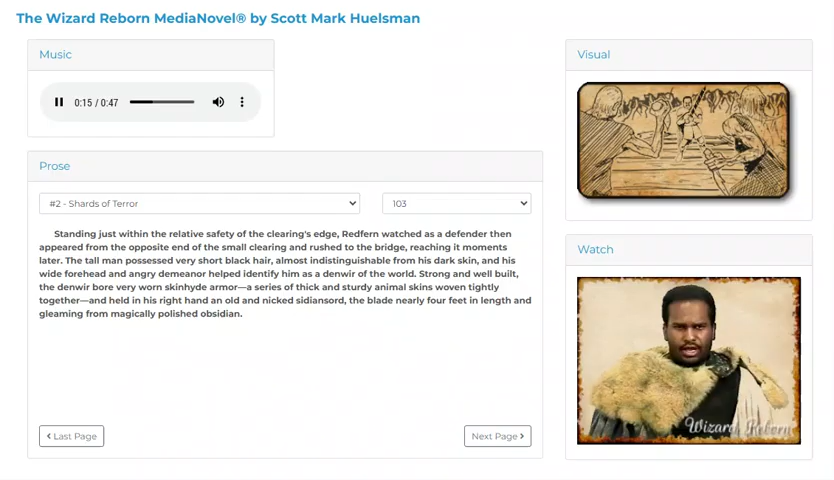 The Wizard Reborn MediaNovel® by Scott Mark Huelsman
Music
0:15 / 0:47
Prose
#2 - Shards of Terror
103
Standing just within the relative safety of the clearing's edge, Redfern watched as a defender then
appeared from the opposite end of the small clearing and rushed to the bridge, reaching it moments
later. The tall man possessed very short black hair, almost indistinguishable from his dark skin, and his
wide forehead and angry demeanor helped identify him as a denwir of the world. Strong and well built,
the denwir bore very worn skinhyde armor—a series of thick and sturdy animal skins woven tightly
together—and held in his right hand an old and nicked sidiansord, the blade nearly four feet in length and
gleaming from magically polished obsidian.
Last Page
Next Page
Visual
Watch
Wizard Reborn